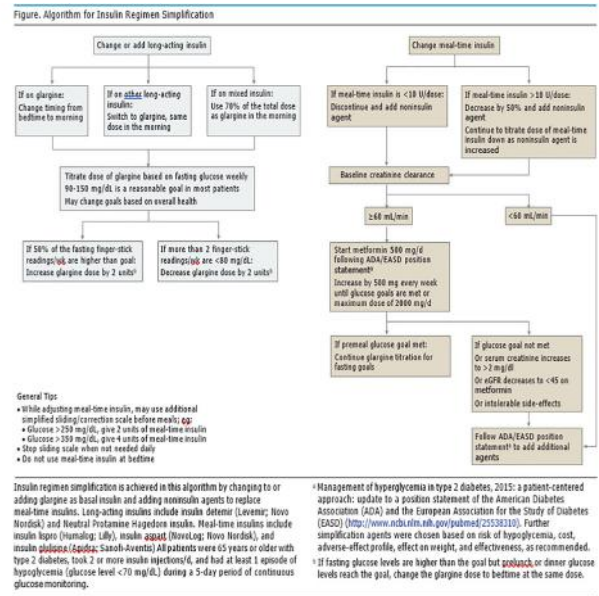 Figure. Algorithm for Insulin Regimen Simplification
Change or add long-acting insulin
If on glargine:
Change timing from
bedtime to morning
If on other long-acting
insulin:
Switch to glargine, same
dose in the morning
If on mixed insulin:
Use 70% of the total dose
as glargine in the morning
Titrate dose of glargine based on fasting glucose weekly
90-150 mg/dL is a reasonable goal in most patients
May change goals based on overall health
If 50% of the fasting finger-stick
readings/wk are higher than goal:
Increase glargine dose by 2 units
If more than 2 finger-stick
readings/wk are <80 mg/dL:
Decrease glargine dose by 2 units
Change meal-time insulin
If meal-time insulin is <10 U/dose:
Discontinue and add noninsulin
agent
If meal-time insulin >10 U/dose:
Decrease by 50% and add noninsulin
agent
Continue to titrate dose of meal-time
insulin down as noninsulin agent is
increased
Baseline creatinine clearance
≥60 mL/min
<60 mL/min
Start metformin 500 mg/d
following ADA/EASD position
statement
Increase by 500 mg every week
until glucose goals are met or
maximum dose of 2000 mg/d
If premeal glucose goal met:
Continue glargine titration for
fasting goals
If glucose goal not met
Or serum creatinine increases
to >2 mg/dl
Or eGFR decreases to <45 on
metformin
Or intolerable side-effects
Follow ADA/EASD position
statement to add additional
agents
General Tips
• While adjusting meal-time insulin, may use additional
simplified sliding/correction scale before meals; eg:
• Glucose >250 mg/dL, give 2 units of meal-time insulin
• Glucose >350 mg/dL, give 4 units of meal-time insulin
• Stop sliding scale when not needed daily
• Do not use meal-time insulin at bedtime
Insulin regimen simplification is achieved in this algorithm by changing to or
adding glargine as basal insulin and adding noninsulin agents to replace
meal-time insulins. Long-acting insulins include insulin detemir (Levemir; Novo
Nordisk) and Neutral Protamine Hagedorn insulin. Meal-time insulins include
insulin lispro (Humalog; Lilly), insulin aspart (NovoLog; Novo Nordisk), and
insulin glulisine (Apidra; Sanofi-Aventis) All patients were 65 years or older with
type 2 diabetes, took 2 or more insulin injections/d, and had at least 1 episode of
hypoglycemia (glucose level <70 mg/dL) during a 5-day period of continuous
glucose monitoring.
a Management of hyperglycemia in type 2 diabetes, 2015: a patient-centered
approach: update to a position statement of the American Diabetes
Association (ADA) and the European Association for the Study of Diabetes
(EASD) (http://www.ncbi.nlm.nih.gov/pubmed/25538310). Further
simplification agents were chosen based on risk of hypoglycemia, cost,
adverse-effect profile, effect on weight, and effectiveness, as recommended.
b If fasting glucose levels are higher than the goal but prelunch or dinner glucose
levels reach the goal, change the glargine dose to bedtime at the same dose.